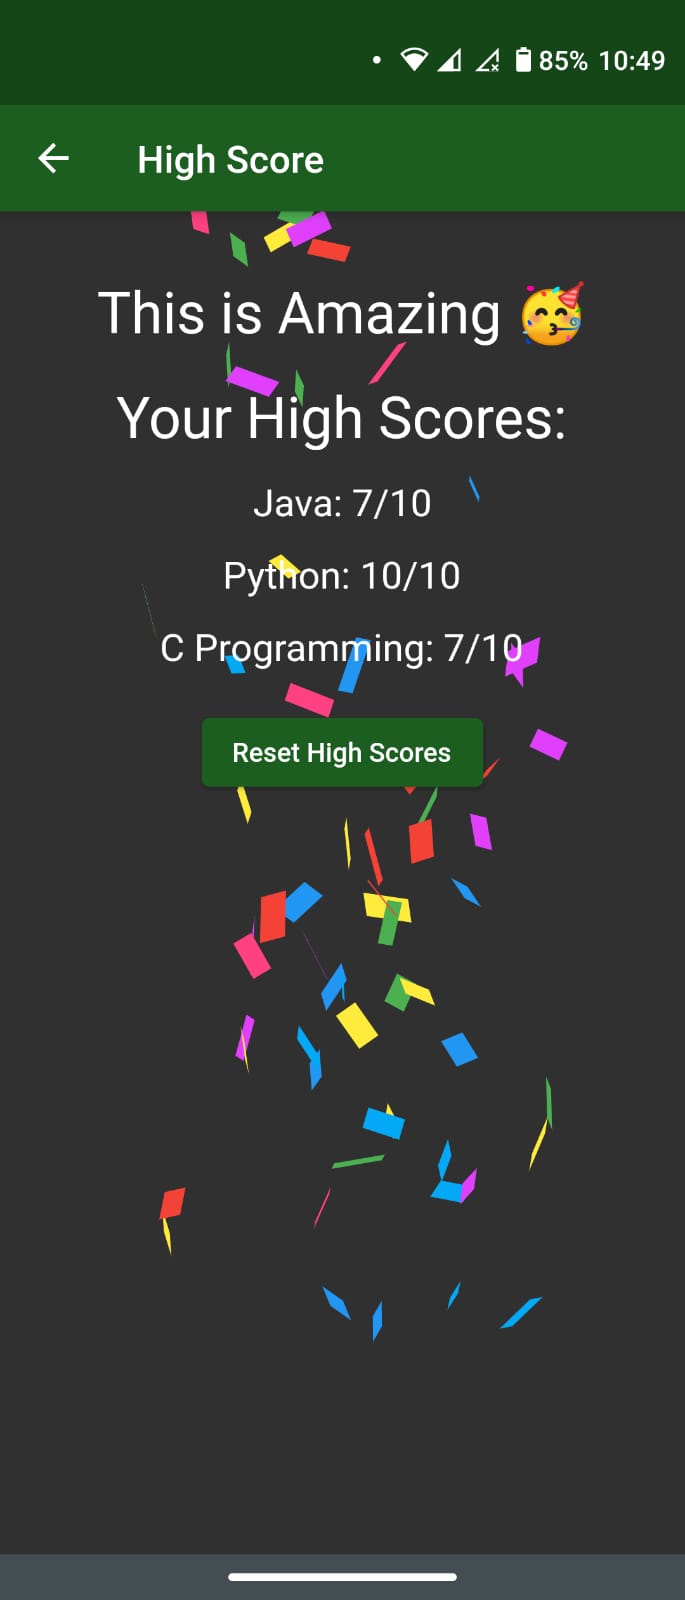 85% 10:49
High Score
This is Amazing 🥳
Your High Scores:
Java: 7/10
Python: 10/10
C Programming: 7/10
Reset High Scores